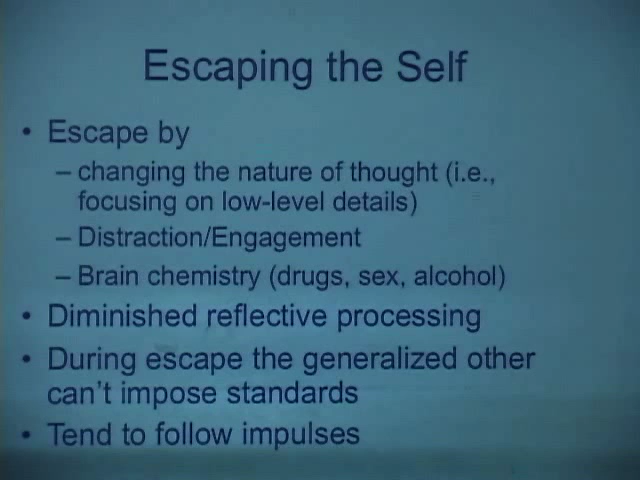 Escaping the Self
• Escape by
– changing the nature of thought (i.e.,
focusing on low-level details)
– Distraction/Engagement
– Brain chemistry (drugs, sex, alcohol)
• Diminished reflective processing
• During escape the generalized other
can't impose standards
• Tend to follow impulses